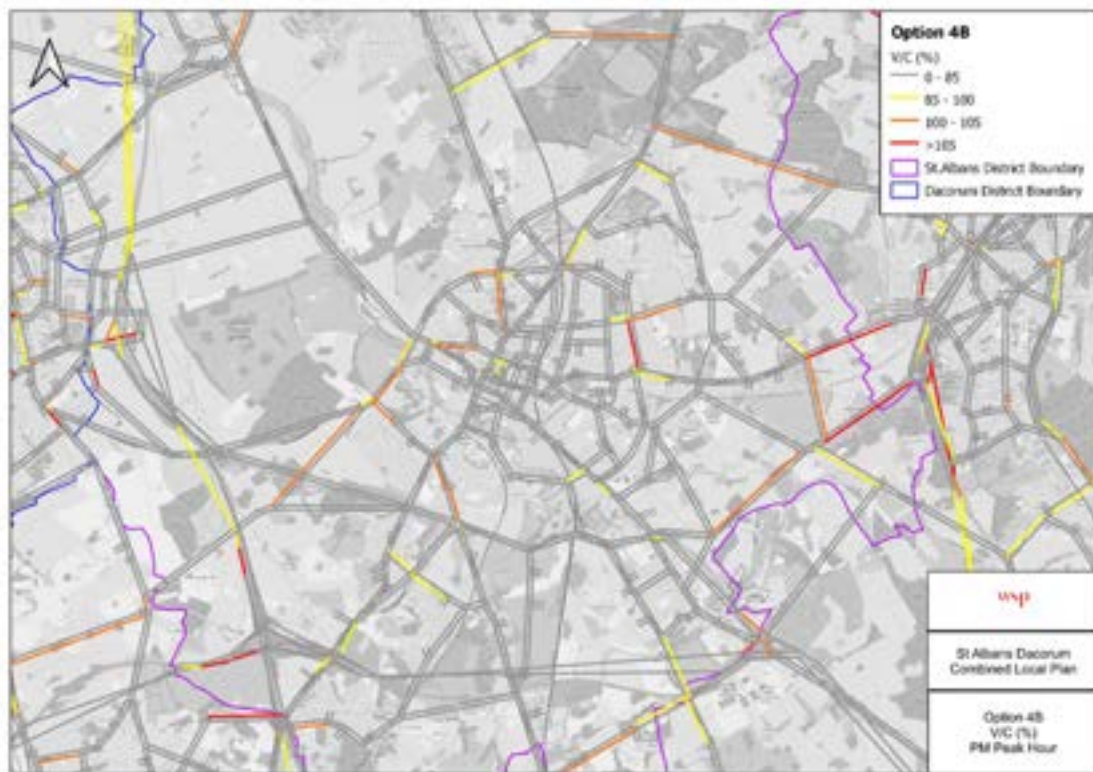 Option 4B
V/C (%)
0 - 85
85 - 100
100 - 105
>105
St.Albans District Boundary
Dacorum District Boundary
wsp
St Albans Dacorum
Combined Local Plan
Option 4B
V/C (%)
PM Peak Hour